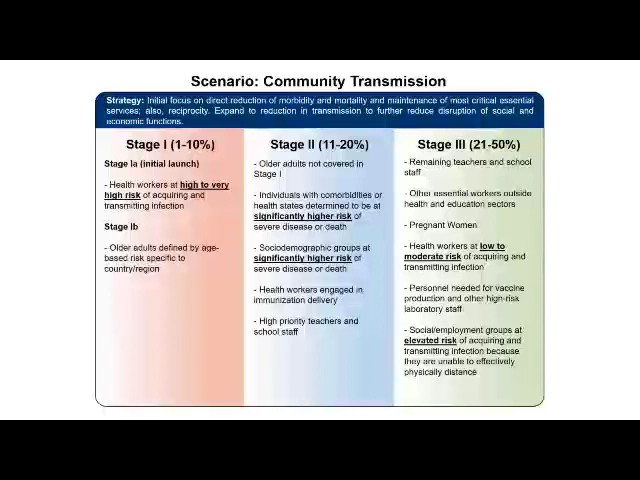 Scenario: Community Transmission
Strategy: Initial focus on direct reduction of morbidity and mortality and maintenance of most critical essential
services; also, reciprocity. Expand to reduction in transmission to further reduce disruption of social and
economic functions.
Stage I (1-10%)
Stage Ia (initial launch)
- Health workers at high to very
high risk of acquiring and
transmitting infection
Stage Ib
- Older adults defined by age-
based risk specific to
country/region
Stage II (11-20%)
- Older adults not covered in
Stage I
- Individuals with comorbidities or
health states determined to be at
significantly higher risk of
severe disease or death
- Sociodemographic groups at
significantly higher risk of
severe disease or death
- Health workers engaged in
immunization delivery
- High priority teachers and
school staff
Stage III (21-50%)
- Remaining teachers and school
staff
- Other essential workers outside
health and education sectors
- Pregnant Women
- Health workers at low to
moderate risk of acquiring and
transmitting infection
- Personnel needed for vaccine
production and other high-risk
laboratory staff
- Social/employment groups at
elevated risk of acquiring and
transmitting infection because
they are unable to effectively
physically distance